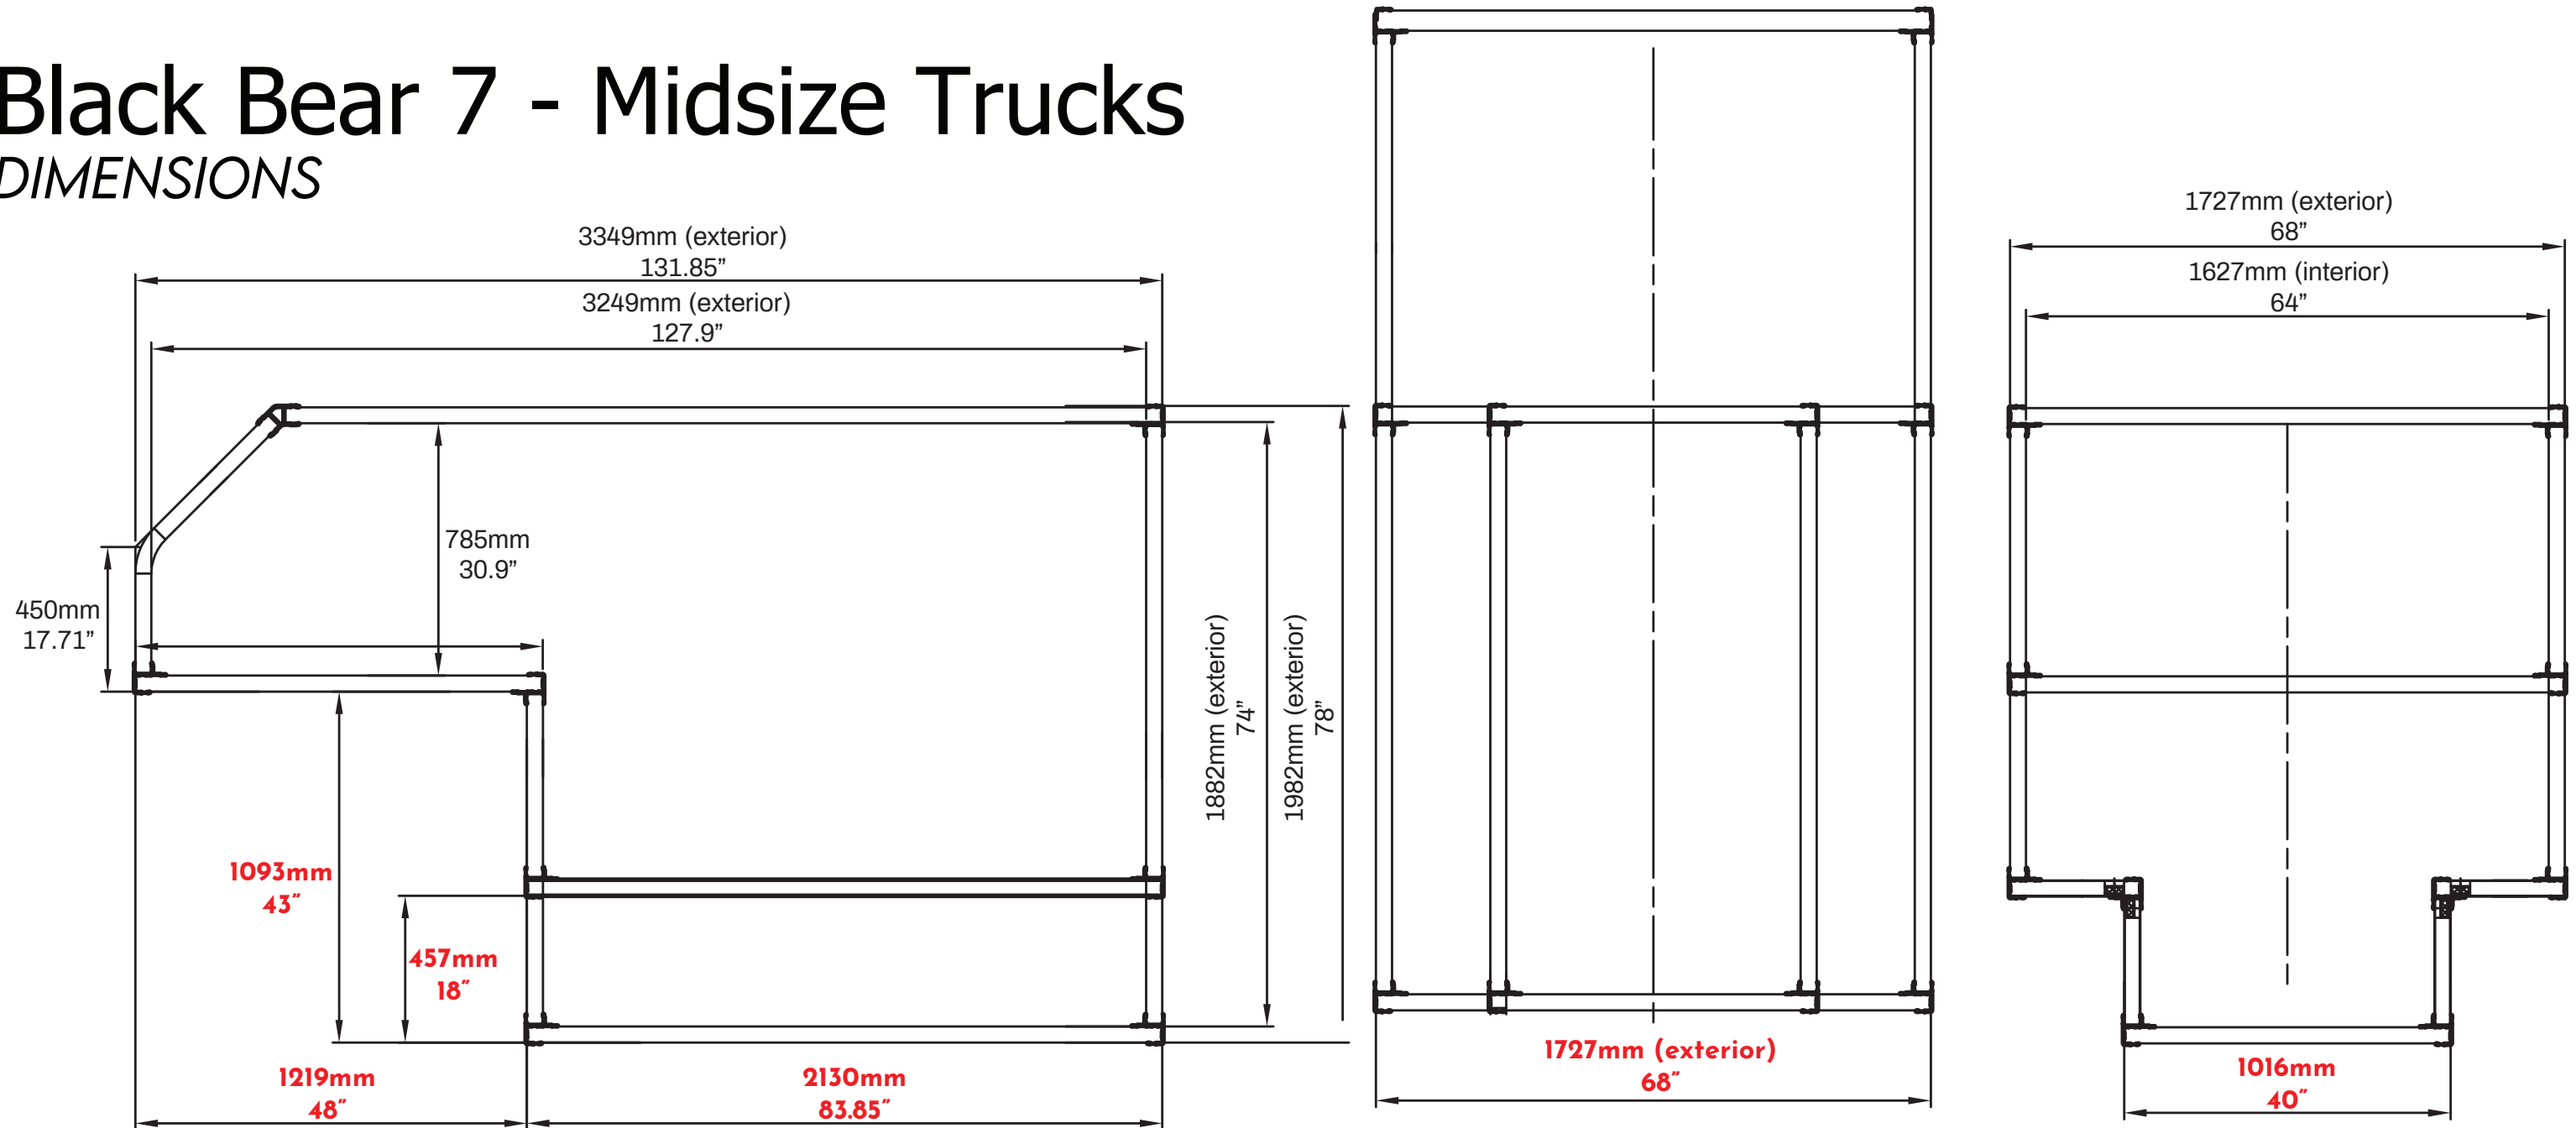 Black Bear 7 - Midsize Trucks
DIMENSIONS
3349mm (exterior)
131.85”
3249mm (exterior)
127.9”
785mm
30.9”
450mm
17.71”
1093mm
43"
457mm
18"
1219mm
48"
2130mm
83.85"
1882mm (exterior)
74”
1982mm (exterior)
78”
1727mm (exterior)
68"
1727mm (exterior)
68”
1627mm (interior)
64”
1016mm
40"